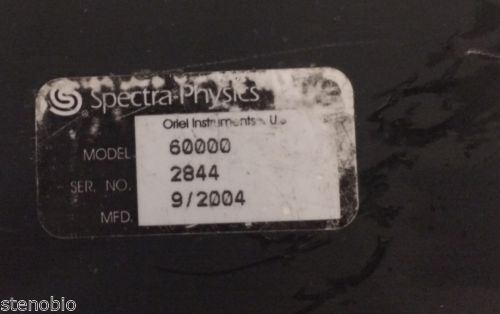 Spectra-Physics
Oriel Instruments
MODEL 60000
SER. NO. 2844
MFD. 9/2004
stenobio